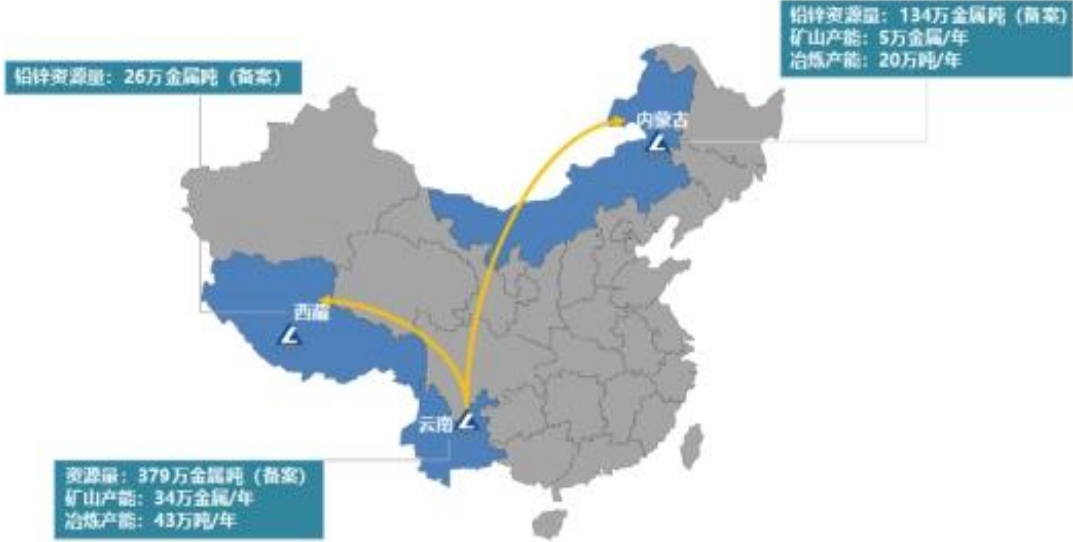 铅锌资源量：134万金属吨（备案）
矿山产能：5万金属/年
冶炼产能：20万吨/年
铅锌资源量：26万金属吨（备案）
内蒙古
西藏
云南
资源量：379万金属吨（备案）
矿山产能：34万金属/年
冶炼产能：43万吨/年